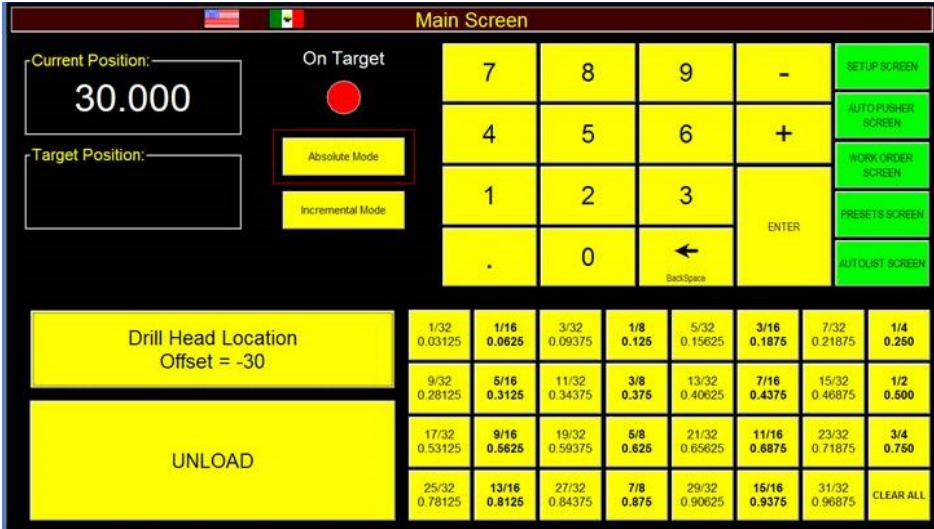 Main Screen
Current Position:
30.000
On Target
Target Position:
Absolute Mode
Incremental Mode
7 8 9 -
4 5 6 +
1 2 3
ENTER
. 0
BackSpace
SETUP SCREEN
AUTO PUSHER
SCREEN
WORK ORDER
SCREEN
PRESETS SCREEN
AUTOLIST SCREEN
Drill Head Location
Offset = -30
UNLOAD
1/32 1/16 3/32 1/8 5/32 3/16 7/32 1/4
0.03125 0.0625 0.09375 0.125 0.15625 0.1875 0.21875 0.250
9/32 5/16 11/32 3/8 13/32 7/16 15/32 1/2
0.28125 0.3125 0.34375 0.375 0.40625 0.4375 0.46875 0.500
17/32 9/16 19/32 5/8 21/32 11/16 23/32 3/4
0.53125 0.5625 0.59375 0.625 0.65625 0.6875 0.71875 0.750
25/32 13/16 27/32 7/8 29/32 15/16 31/32 CLEAR ALL
0.78125 0.8125 0.84375 0.875 0.90625 0.9375 0.96875